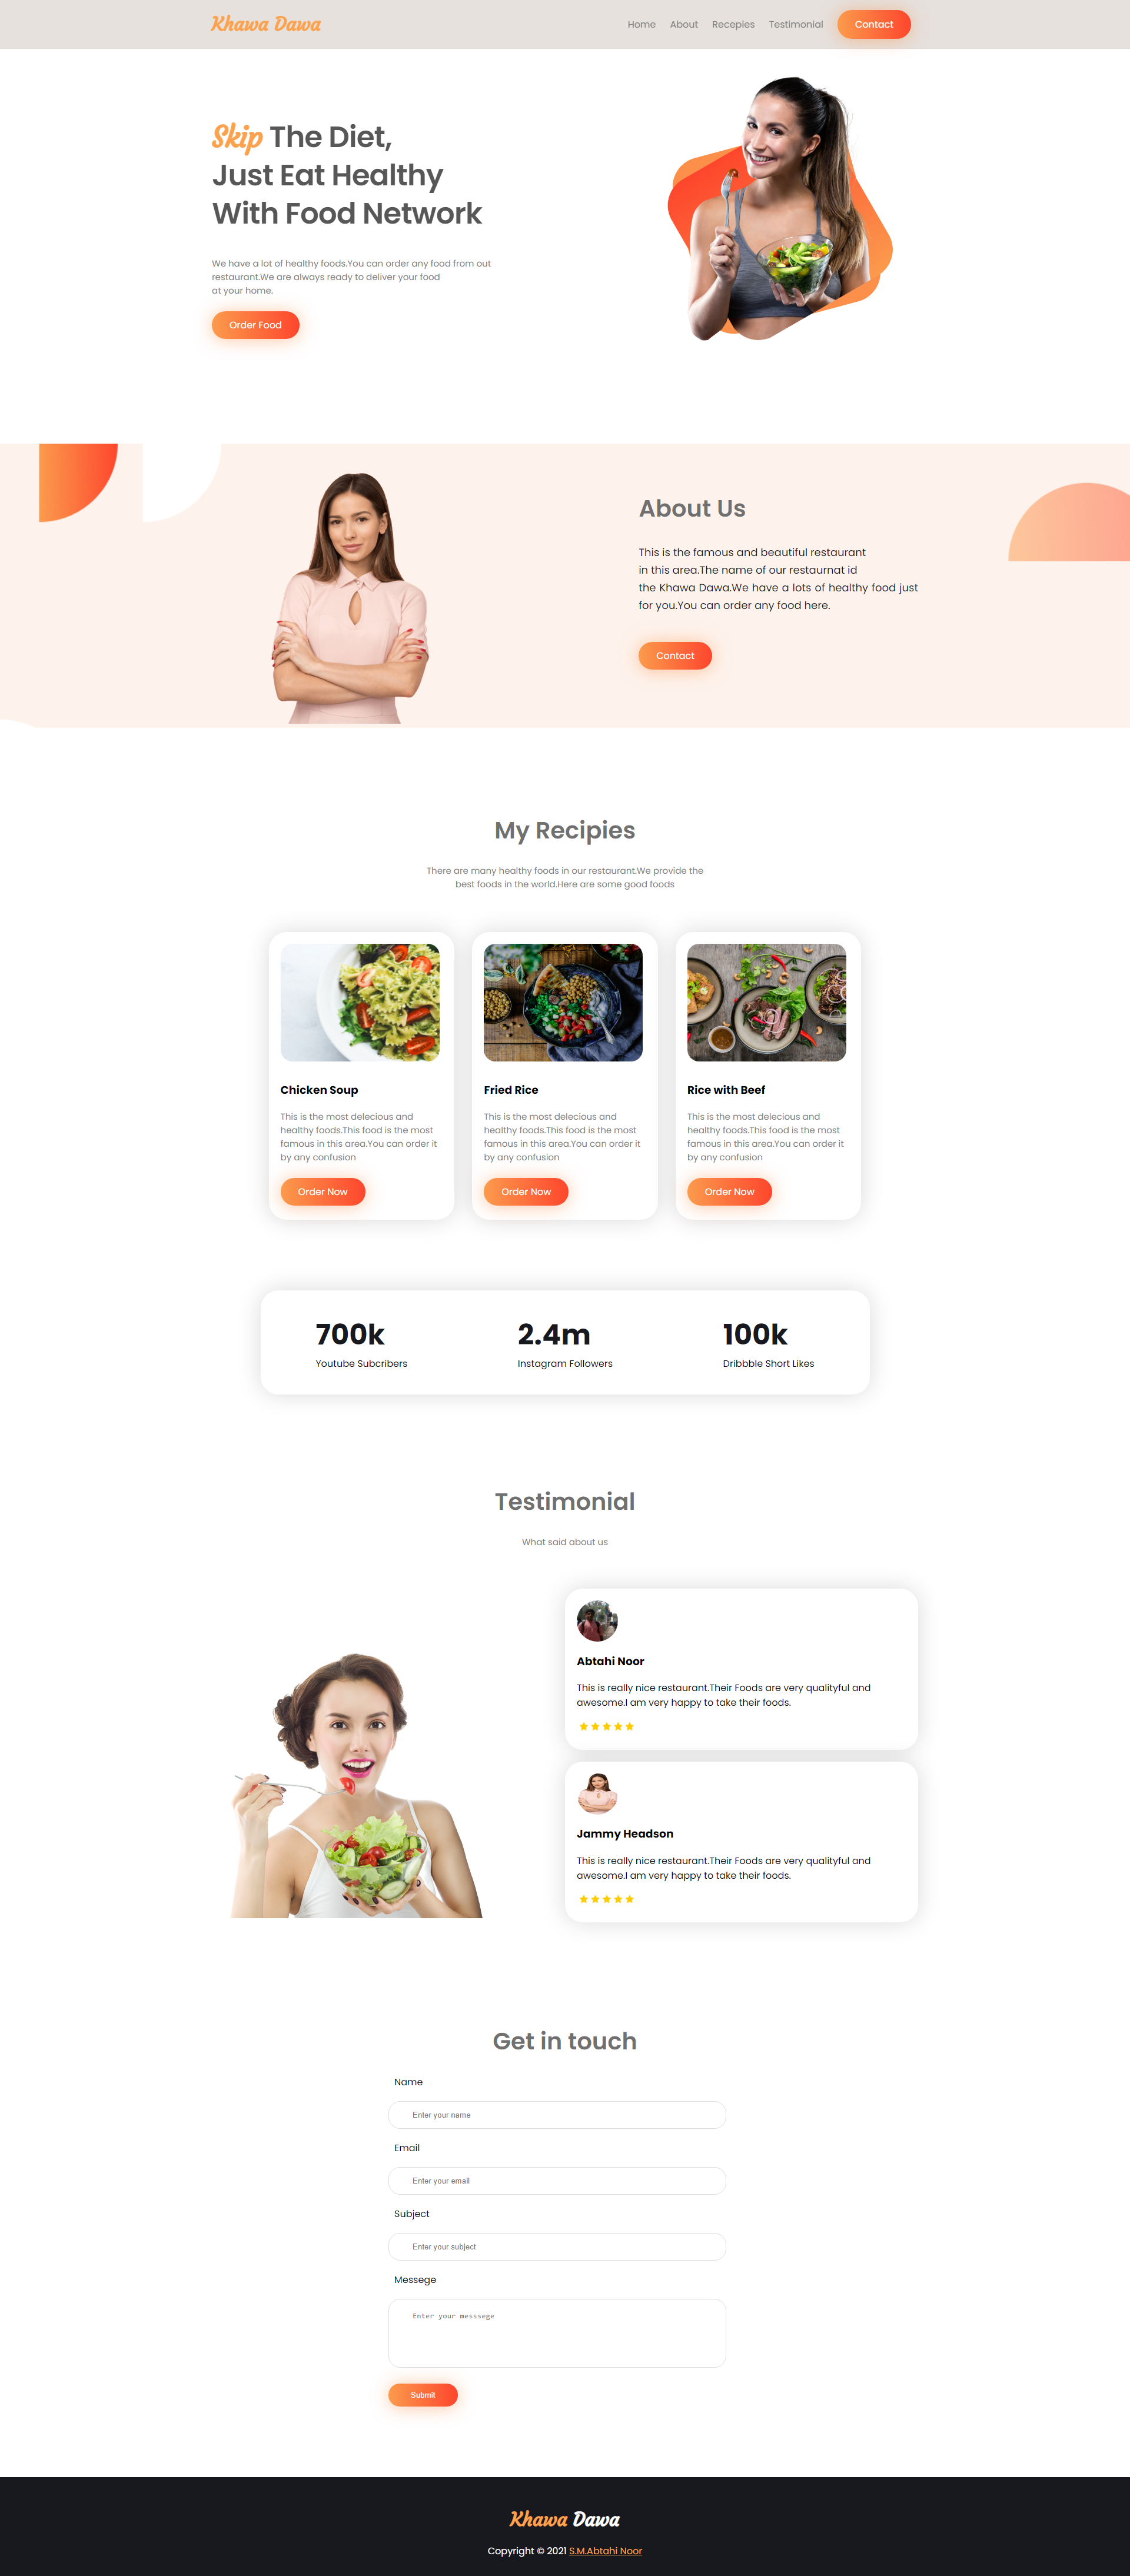 Khawa Dawa
Home About Recepies Testimonial Contact
Skip The Diet,
Just Eat Healthy
With Food Network
We have a lot of healthy foods.You can order any food from out
restaurant.We are always ready to deliver your food
at your home.
Order Food
About Us
This is the famous and beautiful restaurant
in this area.The name of our restaurnat id
the Khawa Dawa.We have a lots of healthy food just
for you.You can order any food here.
Contact
My Recipies
There are many healthy foods in our restaurant.We provide the
best foods in the world.Here are some good foods
Chicken Soup
This is the most delecious and
healthy foods.This food is the most
famous in this area.You can order it
by any confusion
Order Now
Fried Rice
This is the most delecious and
healthy foods.This food is the most
famous in this area.You can order it
by any confusion
Order Now
Rice with Beef
This is the most delecious and
healthy foods.This food is the most
famous in this area.You can order it
by any confusion
Order Now
700k
Youtube Subcribers
2.4m
Instagram Followers
100k
Dribbble Short Likes
Testimonial
What said about us
Abtahi Noor
This is really nice restaurant.Their Foods are very qualityful and
awesome.I am very happy to take their foods.
Jammy Headson
This is really nice restaurant.Their Foods are very qualityful and
awesome.I am very happy to take their foods.
Get in touch
Name
Enter your name
Email
Enter your email
Subject
Enter your subject
Messege
Enter your messsege
Submit
Khawa Dawa
Copyright © 2021 S.M.Abtahi Noor